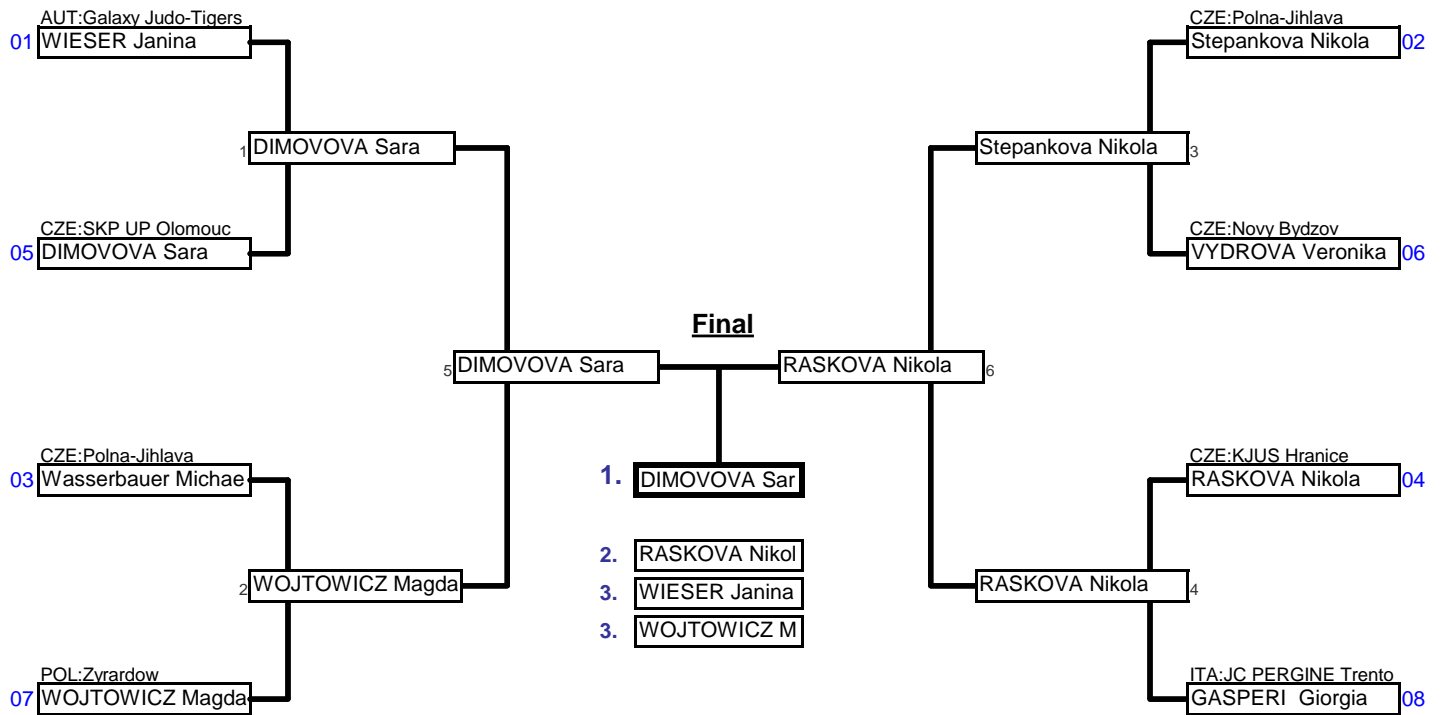 AUT:Galaxy Judo-Tigers
01 WIESER Janina
1 DIMOVOVA Sara
CZE:SKP UP Olomouc
05 DIMOVOVA Sara
5 DIMOVOVA Sara
CZE:Polna-Jihlava
03 Wasserbauer Michae
2 WOJTOWICZ Magda
POL:Zyrardow
07 WOJTOWICZ Magda
Final
1. DIMOVOVA Sar
2. RASKOVA Nikol
3. WIESER Janina
3. WOJTOWICZ M
CZE:Polna-Jihlava
Stepankova Nikola 02
Stepankova Nikola 3
CZE:Novy Bydzov
VYDROVA Veronika 06
RASKOVA Nikola 6
CZE:KJUS Hranice
RASKOVA Nikola 04
RASKOVA Nikola 4
ITA:JC PERGINE Trento
GASPERI  Giorgia 08